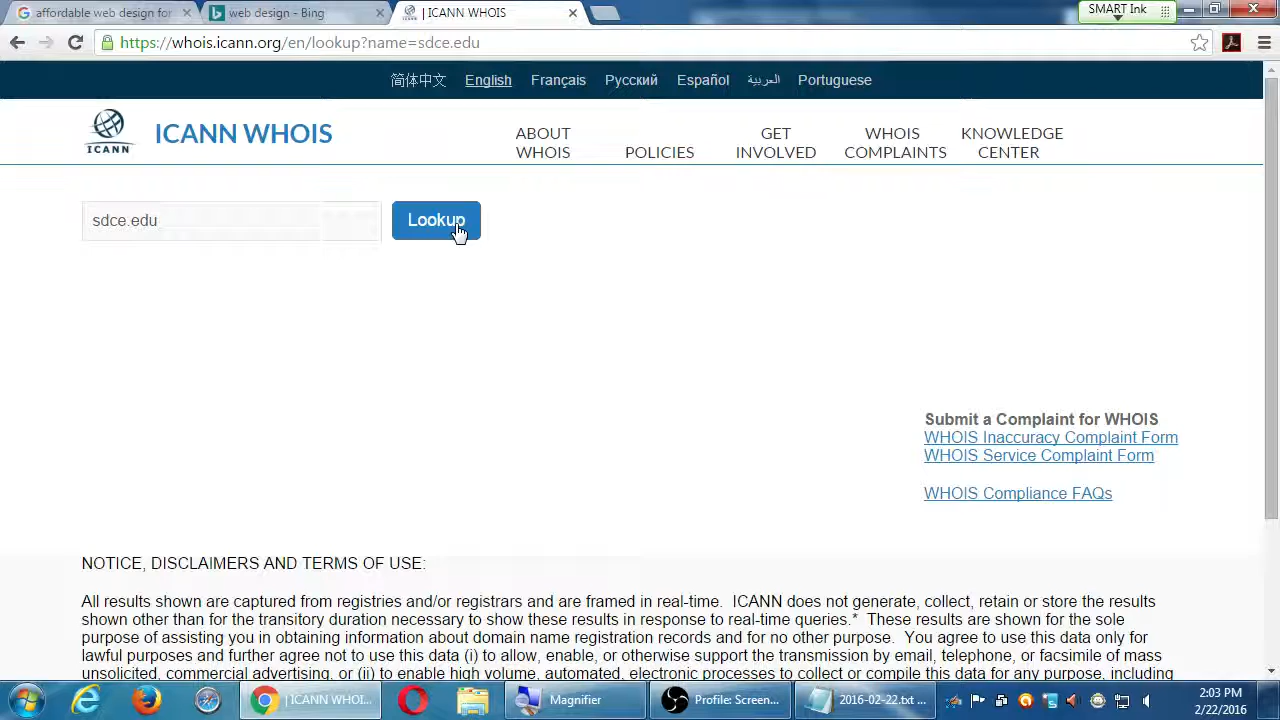 affordable web design for
web design - Bing
| ICANN WHOIS
SMART Ink
https://whois.icann.org/en/lookup?name=sdce.edu
简体中文 English Français Русский Español العربية Portuguese
ICANN
ICANN WHOIS
ABOUT WHOIS
POLICIES
GET INVOLVED
WHOIS COMPLAINTS
KNOWLEDGE CENTER
sdce.edu
Lookup
Submit a Complaint for WHOIS
WHOIS Inaccuracy Complaint Form
WHOIS Service Complaint Form
WHOIS Compliance FAQs
NOTICE, DISCLAIMERS AND TERMS OF USE:
All results shown are captured from registries and/or registrars and are framed in real-time.  ICANN does not generate, collect, retain or store the results
shown other than for the transitory duration necessary to show these results in response to real-time queries.*  These results are shown for the sole
purpose of assisting you in obtaining information about domain name registration records and for no other purpose.  You agree to use this data only for
lawful purposes and further agree not to use this data (i) to allow, enable, or otherwise support the transmission by email, telephone, or facsimile of mass
unsolicited, commercial advertising, or (ii) to enable high volume, automated, electronic processes to collect or compile this data for any purpose, including
| ICANN WHOI...
Magnifier
Profile: Screen...
2016-02-22.txt ...
2:03 PM
2/22/2016